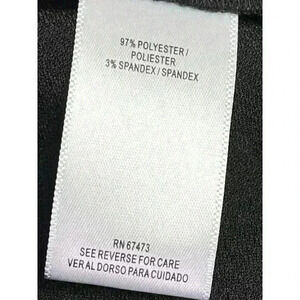 97% POLYESTER /
POLIESTER
3% SPANDEX / SPANDEX
RN 67473
SEE REVERSE FOR CARE
VER AL DORSO PARA CUIDADO